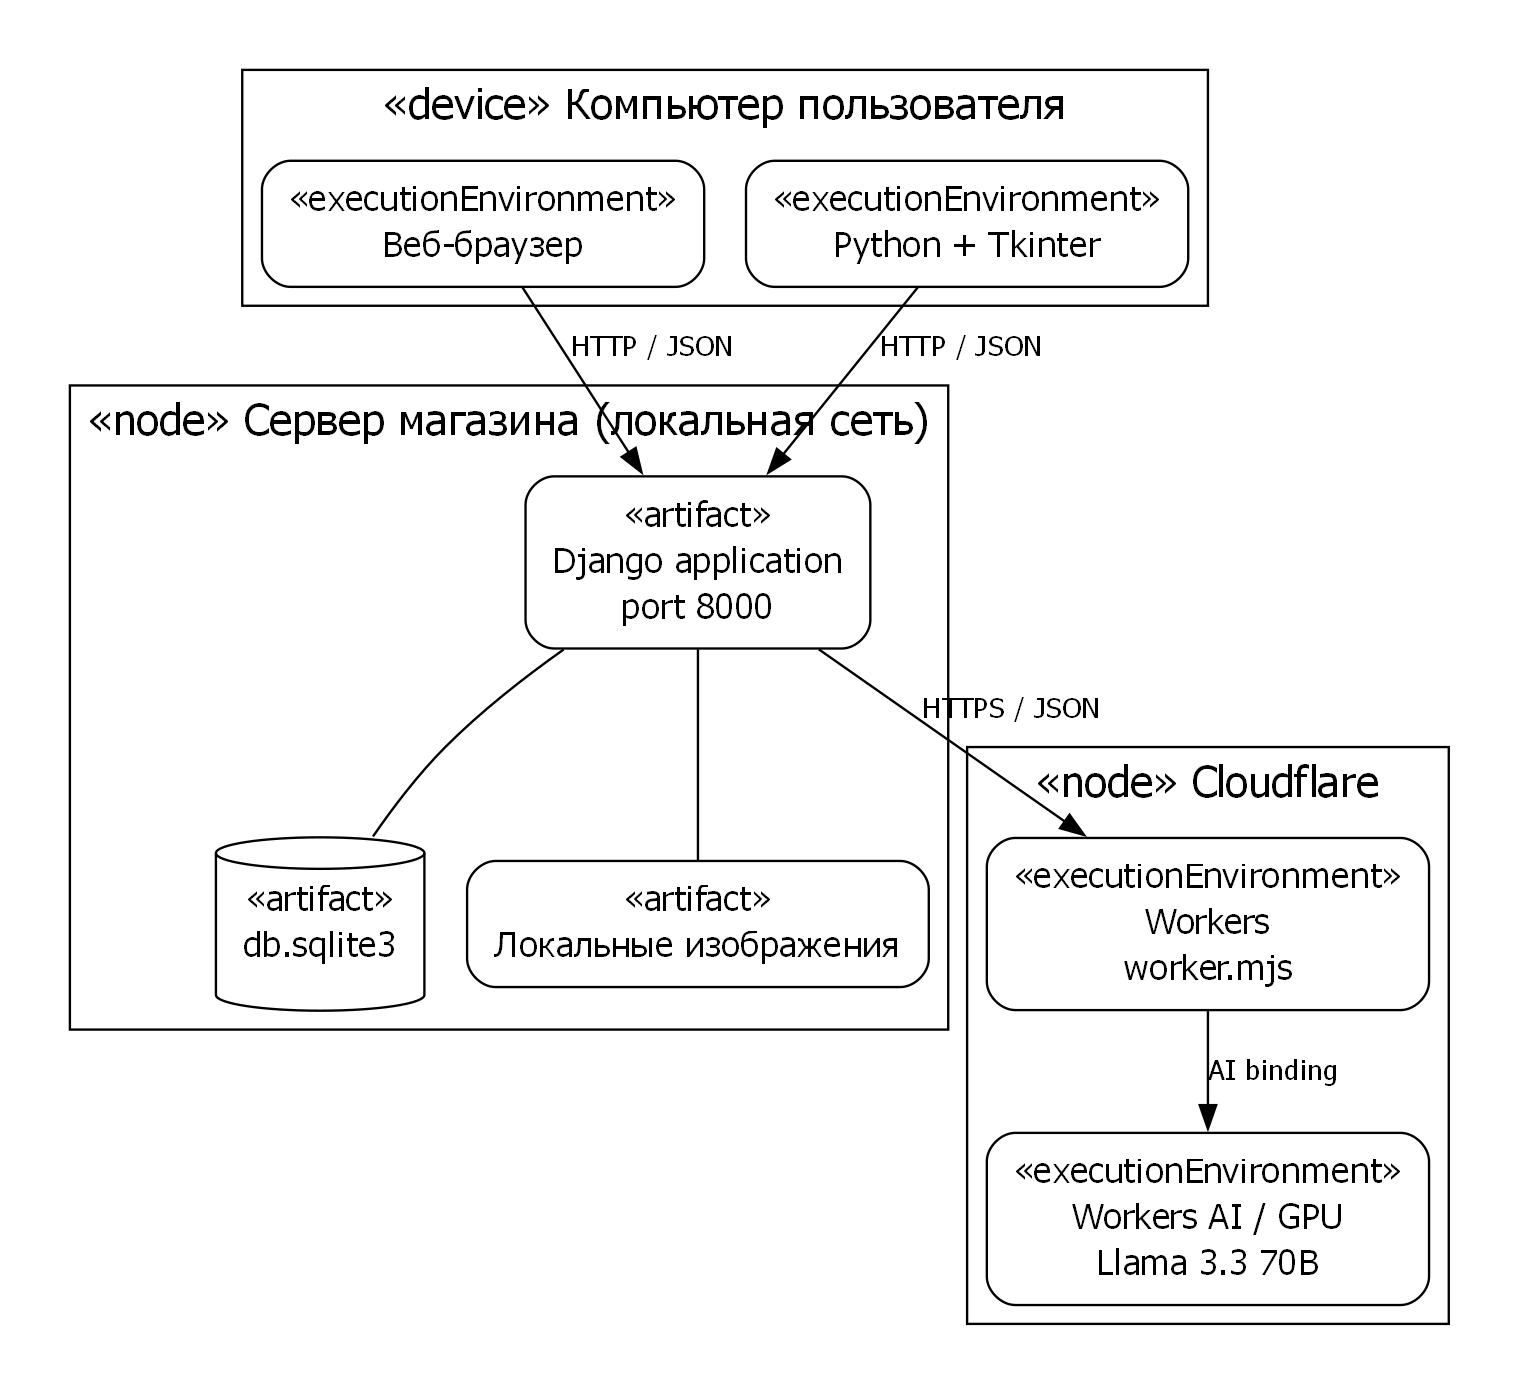 «device» Компьютер пользователя
«executionEnvironment»
Веб-браузер
«executionEnvironment»
Python + Tkinter
HTTP / JSON
HTTP / JSON
«node» Сервер магазина (локальная сеть)
«artifact»
Django application
port 8000
HTTPS / JSON
«node» Cloudflare
«artifact»
db.sqlite3
«artifact»
Локальные изображения
«executionEnvironment»
Workers
worker.mjs
AI binding
«executionEnvironment»
Workers AI / GPU
Llama 3.3 70B